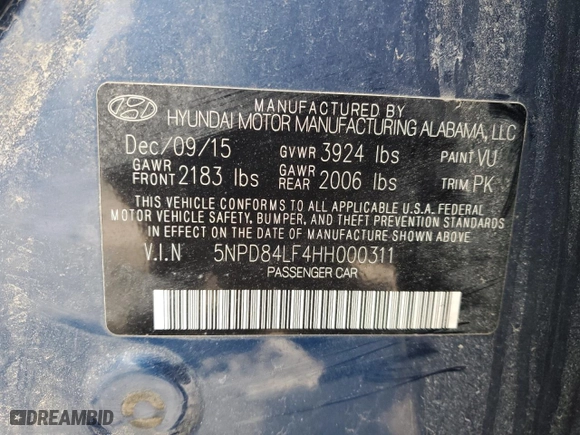 MANUFACTURED BY
HYUNDAI MOTOR MANUFACTURING ALABAMA, LLC
Dec/09/15 GVWR 3924 lbs PAINT VU
GAWR FRONT 2183 lbs GAWR REAR 2006 lbs TRIM PK
THIS VEHICLE CONFORMS TO ALL APPLICABLE U.S.A. FEDERAL
MOTOR VEHICLE SAFETY, BUMPER, AND THEFT PREVENTION STANDARDS
IN EFFECT ON THE DATE OF MANUFACTURE SHOWN ABOVE.
V.I.N 5NPD84LF4HH000311
PASSENGER CAR
DREAMBID